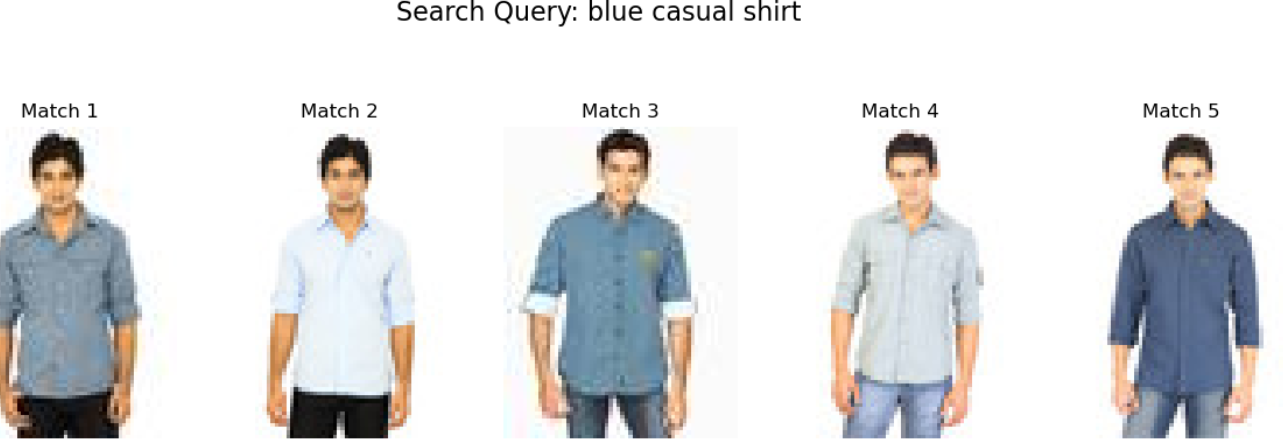 Search Query: blue casual shirt
Match 1
Match 2
Match 3
Match 4
Match 5